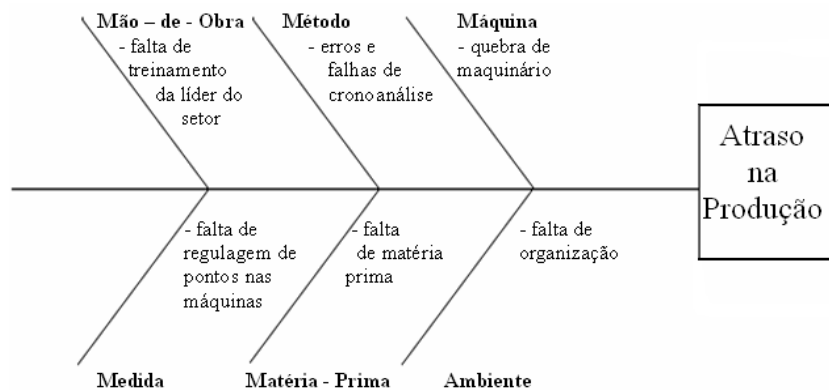 Mão – de - Obra
- falta de
treinamento
da líder do
setor
Método
- erros e
falhas de
cronoanálise
Máquina
- quebra de
maquinário
Atraso
na
Produção
- falta de
regulagem de
pontos nas
máquinas
Medida
- falta
de matéria
prima
Matéria - Prima
- falta de
organização
Ambiente